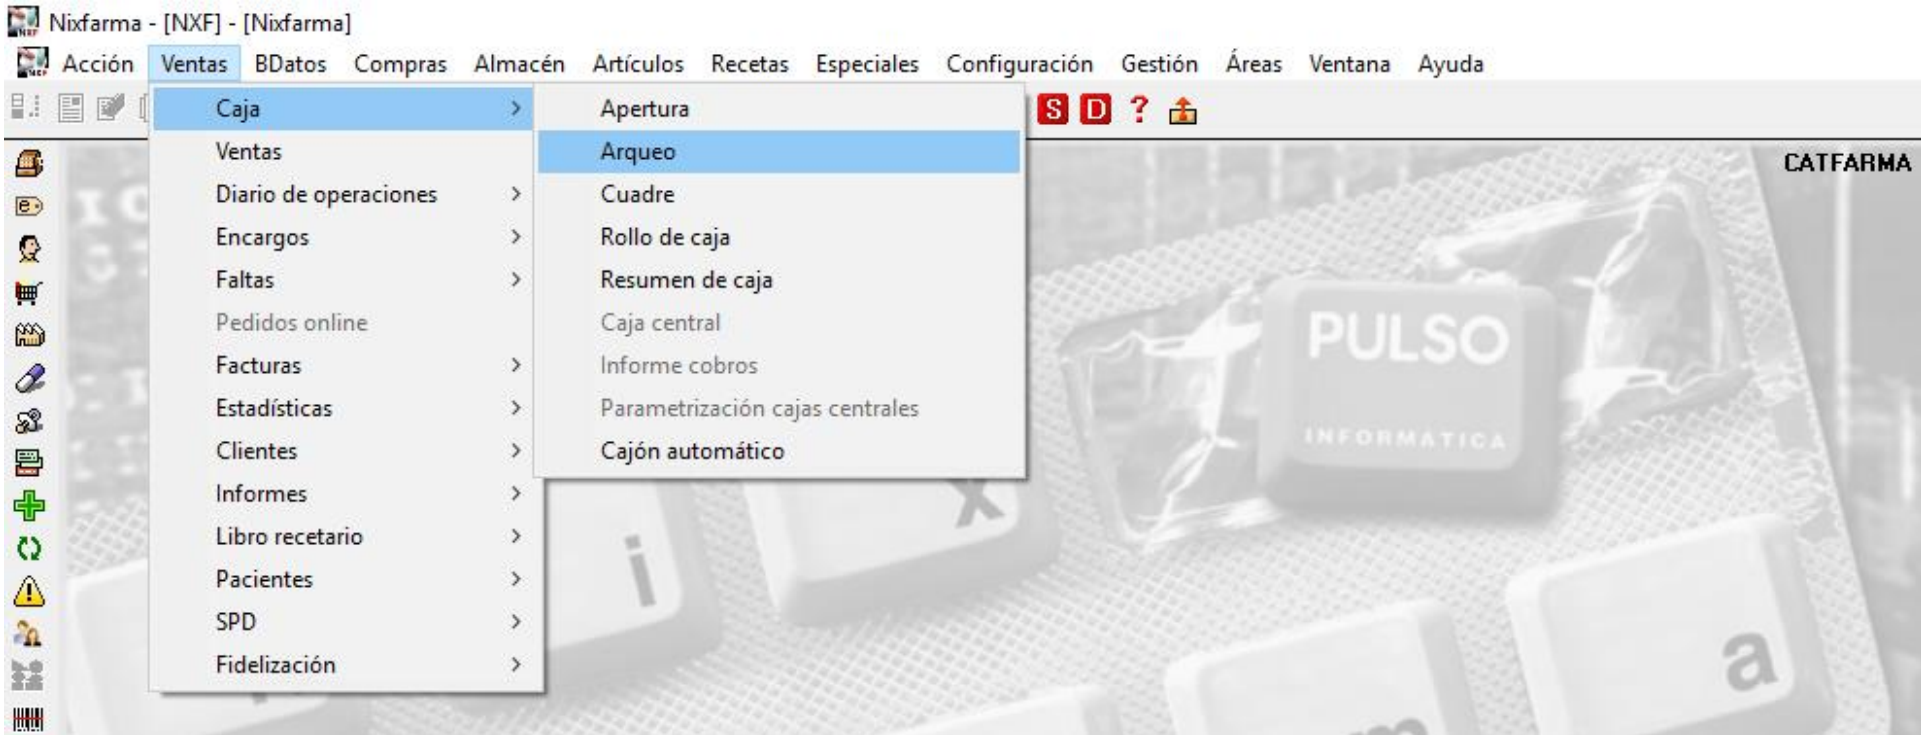 Nixfarma - [NXF] - [Nixfarma]
Acción Ventas BDatos Compras Almacén Artículos Recetas Especiales Configuración Gestión Áreas Ventana Ayuda
S D ?
CATFARMA
Caja
Ventas
Diario de operaciones
Encargos
Faltas
Pedidos online
Facturas
Estadísticas
Clientes
Informes
Libro recetario
Pacientes
SPD
Fidelización
Apertura
Arqueo
Cuadre
Rollo de caja
Resumen de caja
Caja central
Informe cobros
Parametrización cajas centrales
Cajón automático
PULSO
INFORMÁTICA
i
x
a